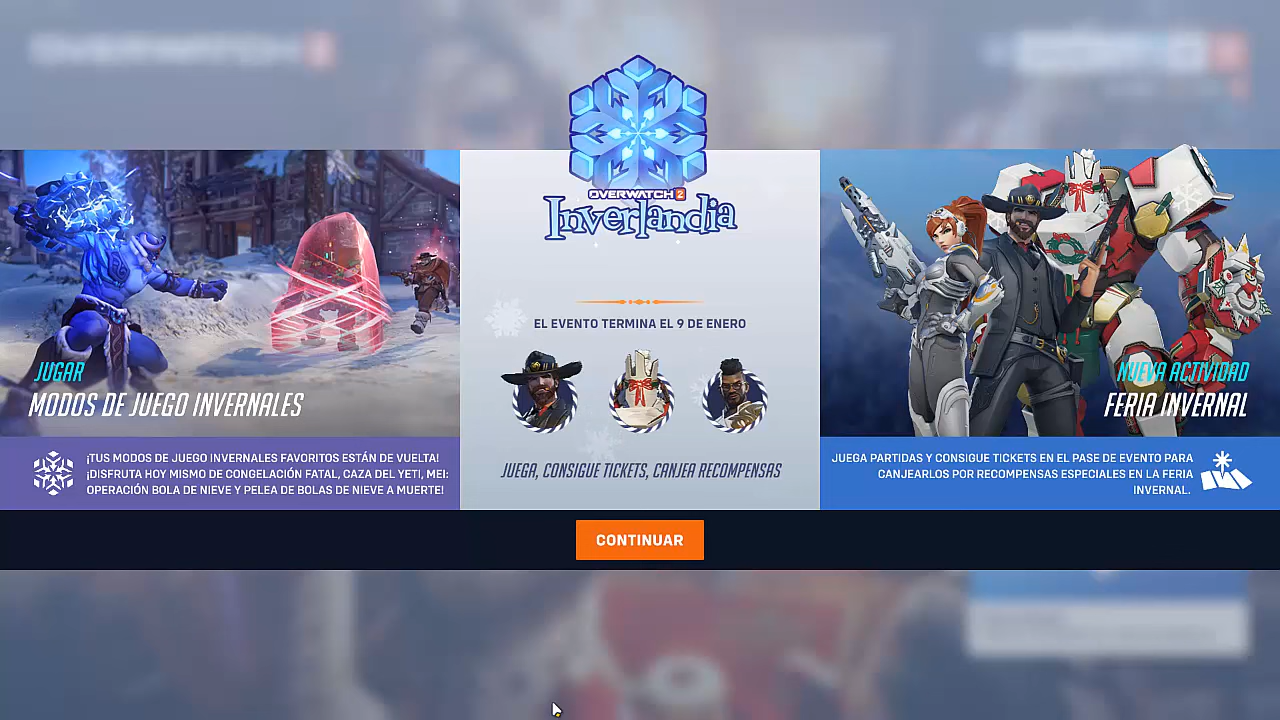 OVERWATCH 2
OVERWATCH 2
Inverlandia
EL EVENTO TERMINA EL 9 DE ENERO
JUEGA, CONSIGUE TICKETS, CANJEA RECOMPENSAS
JUGAR
MODOS DE JUEGO INVERNALES
¡TUS MODOS DE JUEGO INVERNALES FAVORITOS ESTÁN DE VUELTA!
¡DISFRUTA HOY MISMO DE CONGELACIÓN FATAL, CAZA DEL YETI, MEI:
OPERACIÓN BOLA DE NIEVE Y PELEA DE BOLAS DE NIEVE A MUERTE!
NUEVA ACTIVIDAD
FERIA INVERNAL
JUEGA PARTIDAS Y CONSIGUE TICKETS EN EL PASE DE EVENTO PARA
CANJEARLOS POR RECOMPENSAS ESPECIALES EN LA FERIA
INVERNAL.
CONTINUAR